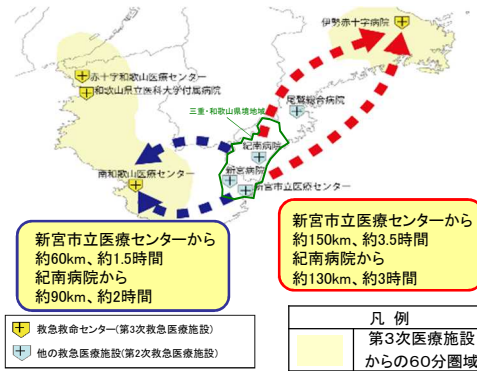 伊勢赤十字病院
赤十字和歌山医療センター
和歌山県立医科大学付属病院
尾鷲総合病院
三重・和歌山県境地域
紀南病院
南和歌山医療センター
新宮病院
新宮市立医療センター
新宮市立医療センターから
約60km、約1.5時間
紀南病院から
約90km、約2時間
新宮市立医療センターから
約150km、約3.5時間
紀南病院から
約130km、約3時間
救急救命センター(第3次救急医療施設)
他の救急医療施設(第2次救急医療施設)
凡 例
第3次医療施設
からの60分圏域